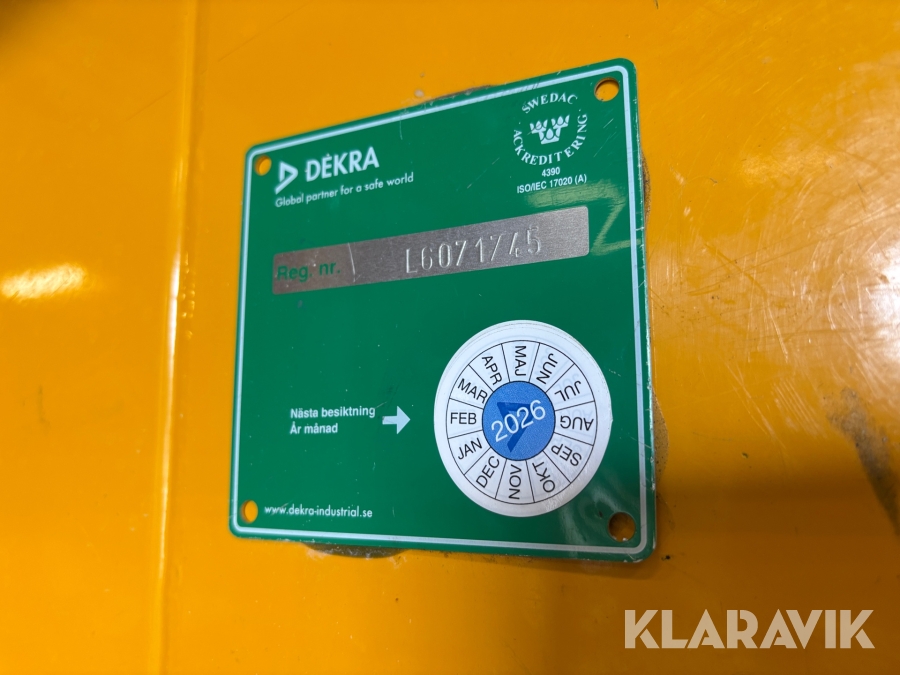 DEKRA
Global partner for a safe world
SWEDAC
ACKREDITERING
4390
ISO/IEC 17020 (A)
Reg. nr. L6071745
Nästa besiktning
År månad
JAN
FEB
MAR
APR
MAJ
JUN
JUL
AUG
SEP
OKT
NOV
DEC
2026
www.dekra-industrial.se
KLARAVIK